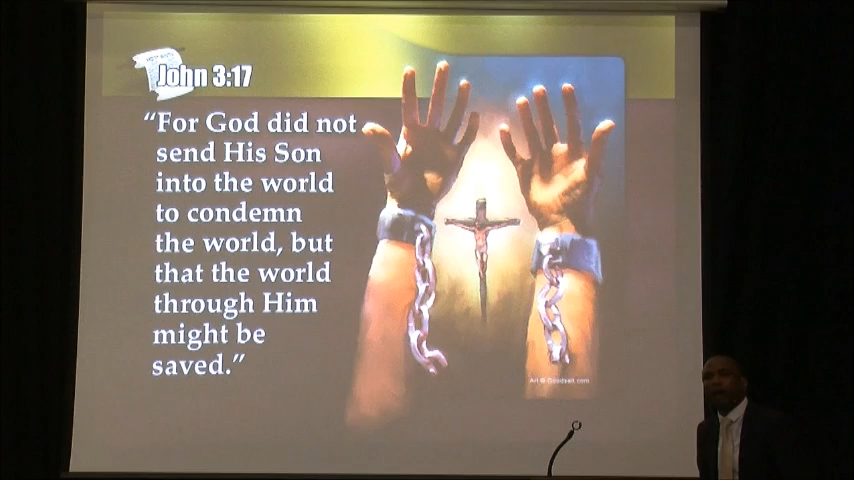 John 3:17
“For God did not
send His Son
into the world
to condemn
the world, but
that the world
through Him
might be
saved.”
Art © Goodsalt.com